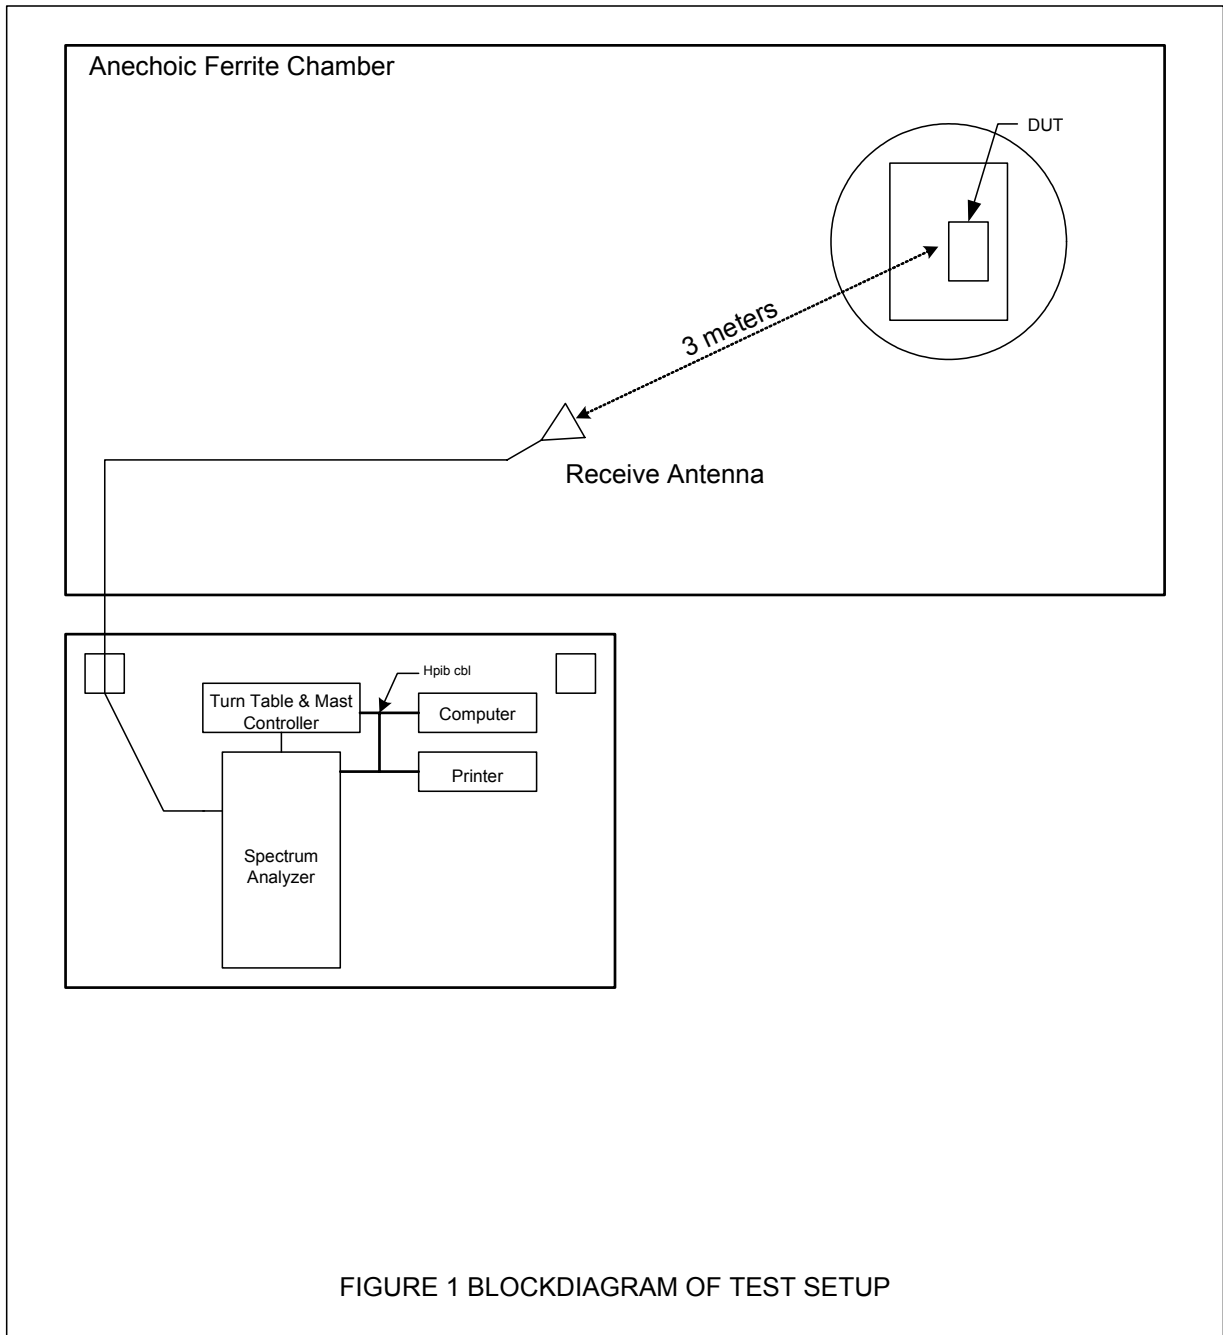 Anechoic Ferrite Chamber
DUT
3 meters
Receive Antenna
Hpib cbl
Turn Table & Mast
Controller
Computer
Printer
Spectrum
Analyzer
FIGURE 1 BLOCKDIAGRAM OF TEST SETUP